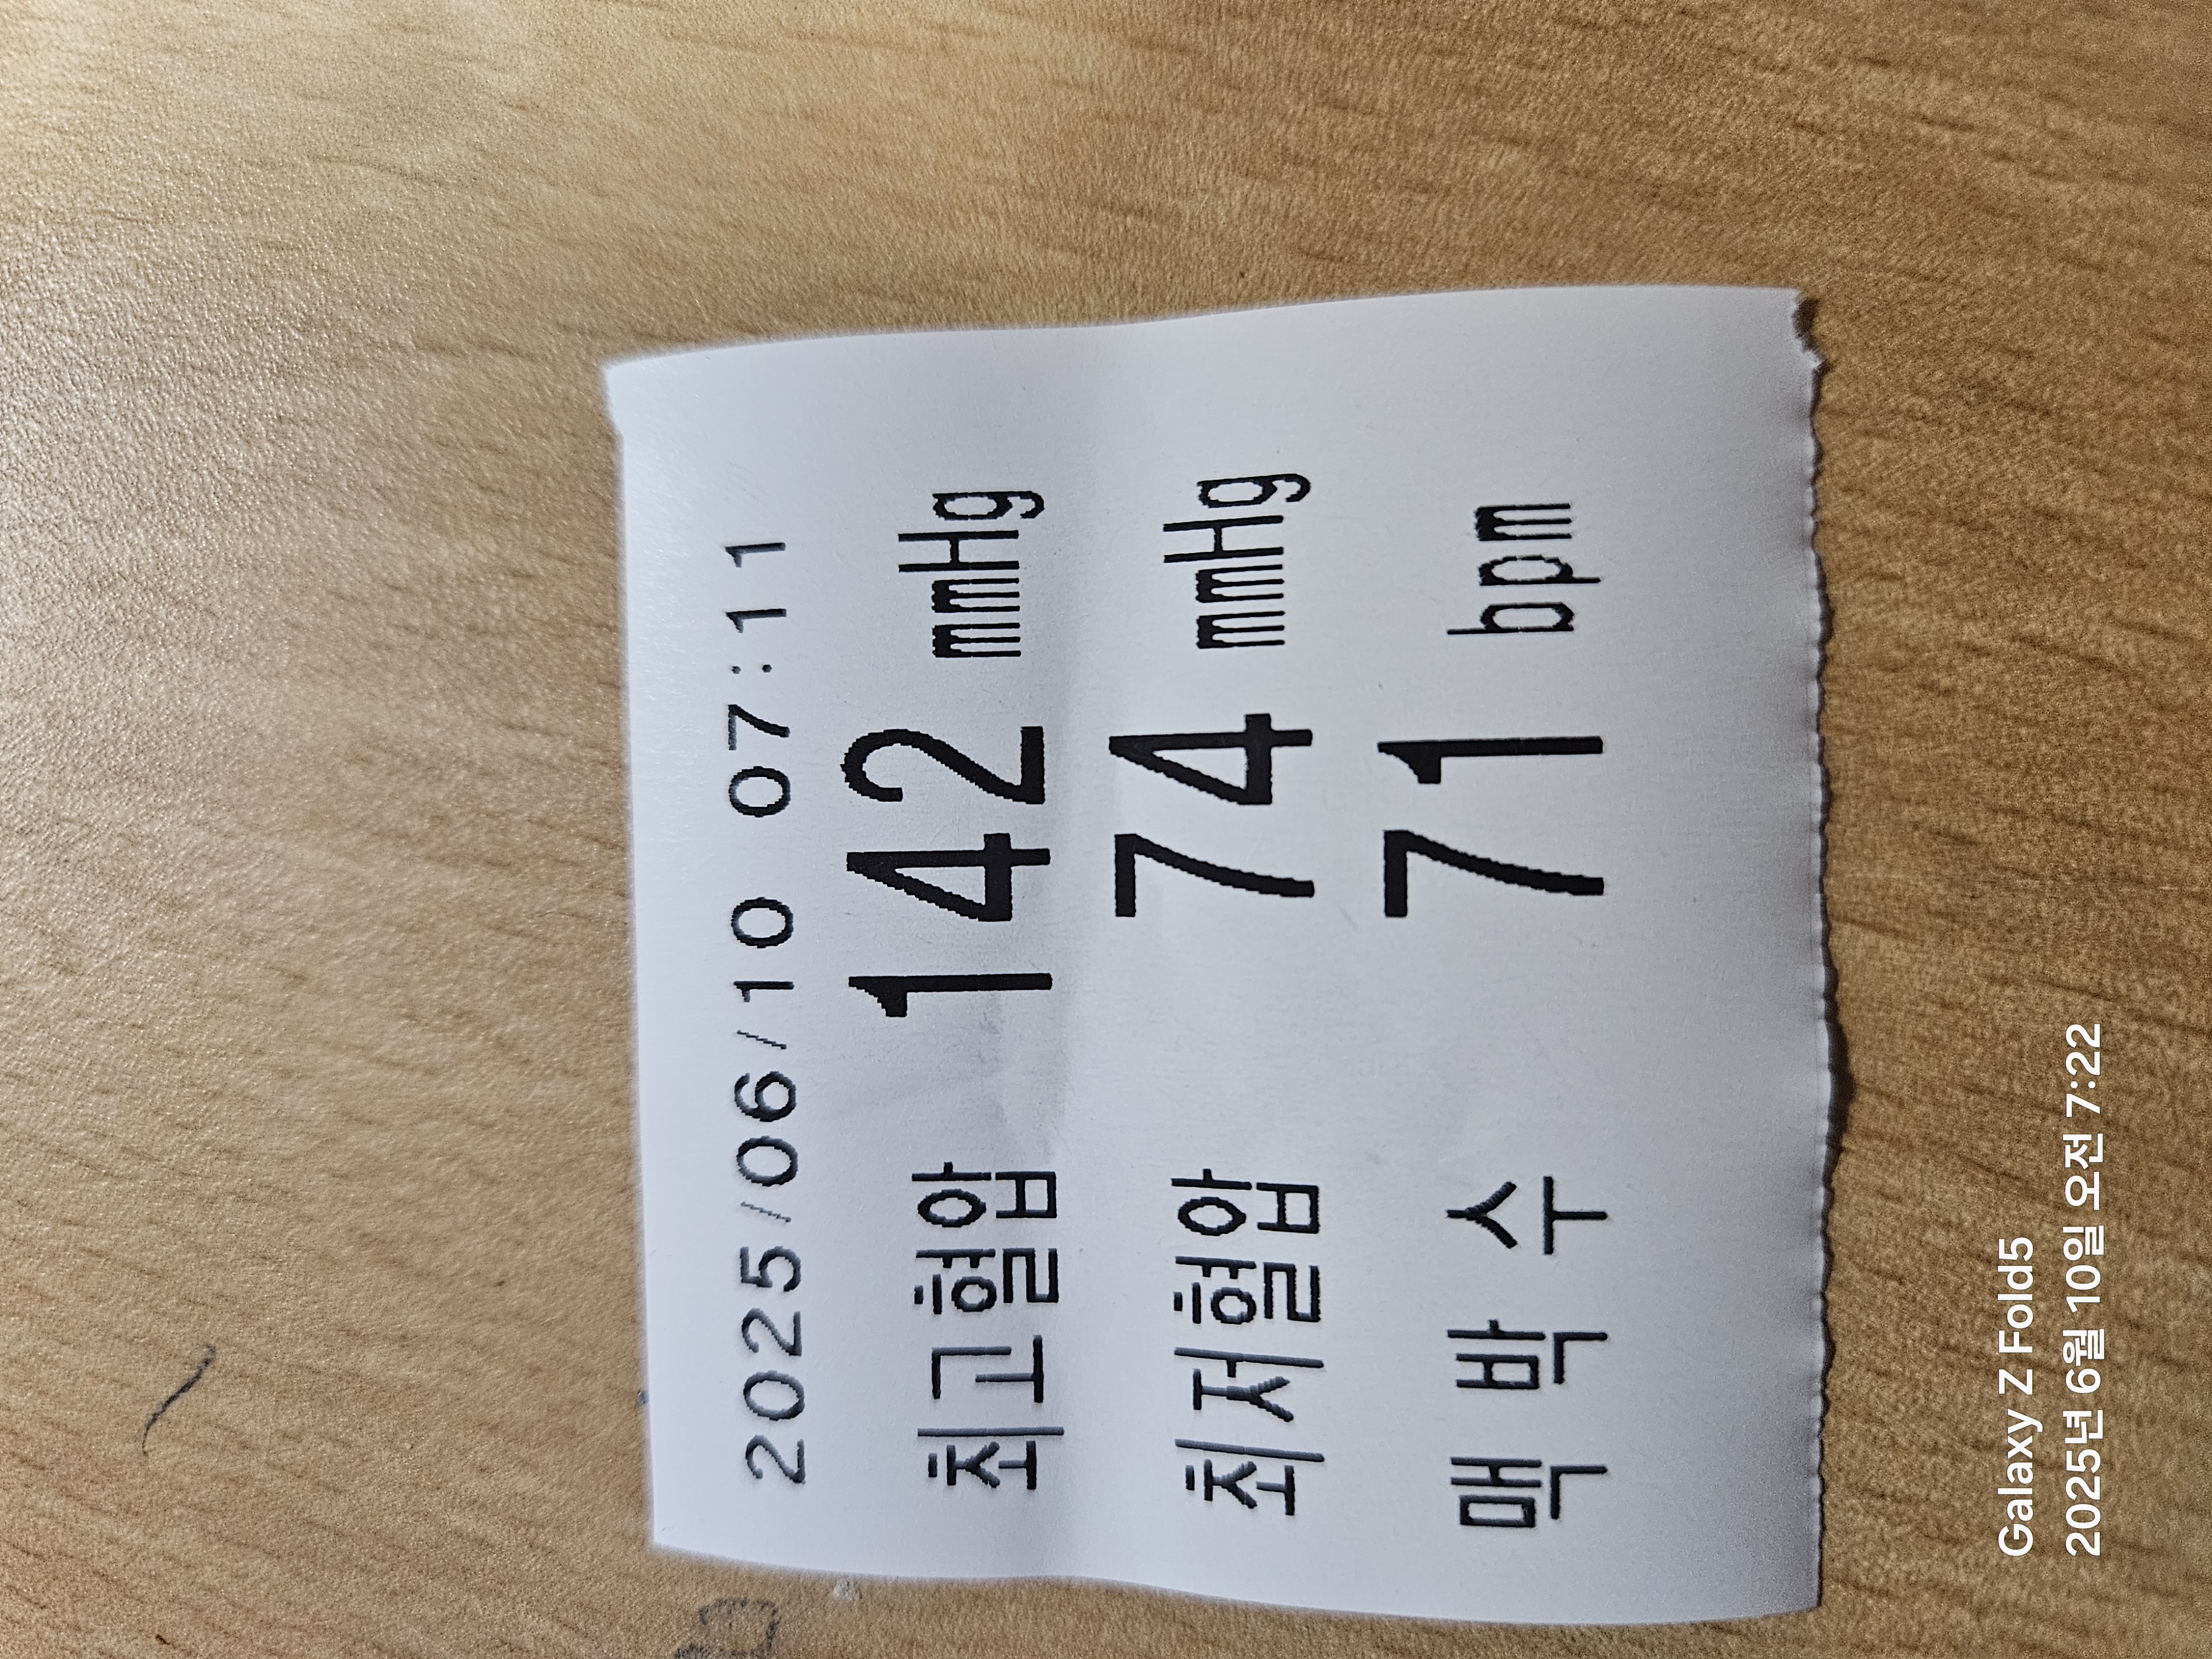 2025/06/10 07:11
최고혈압 142 mmHg
최저혈압 74 mmHg
맥 박 수 71 bpm
Galaxy Z Fold5
2025년 6월 10일 오전 7:22